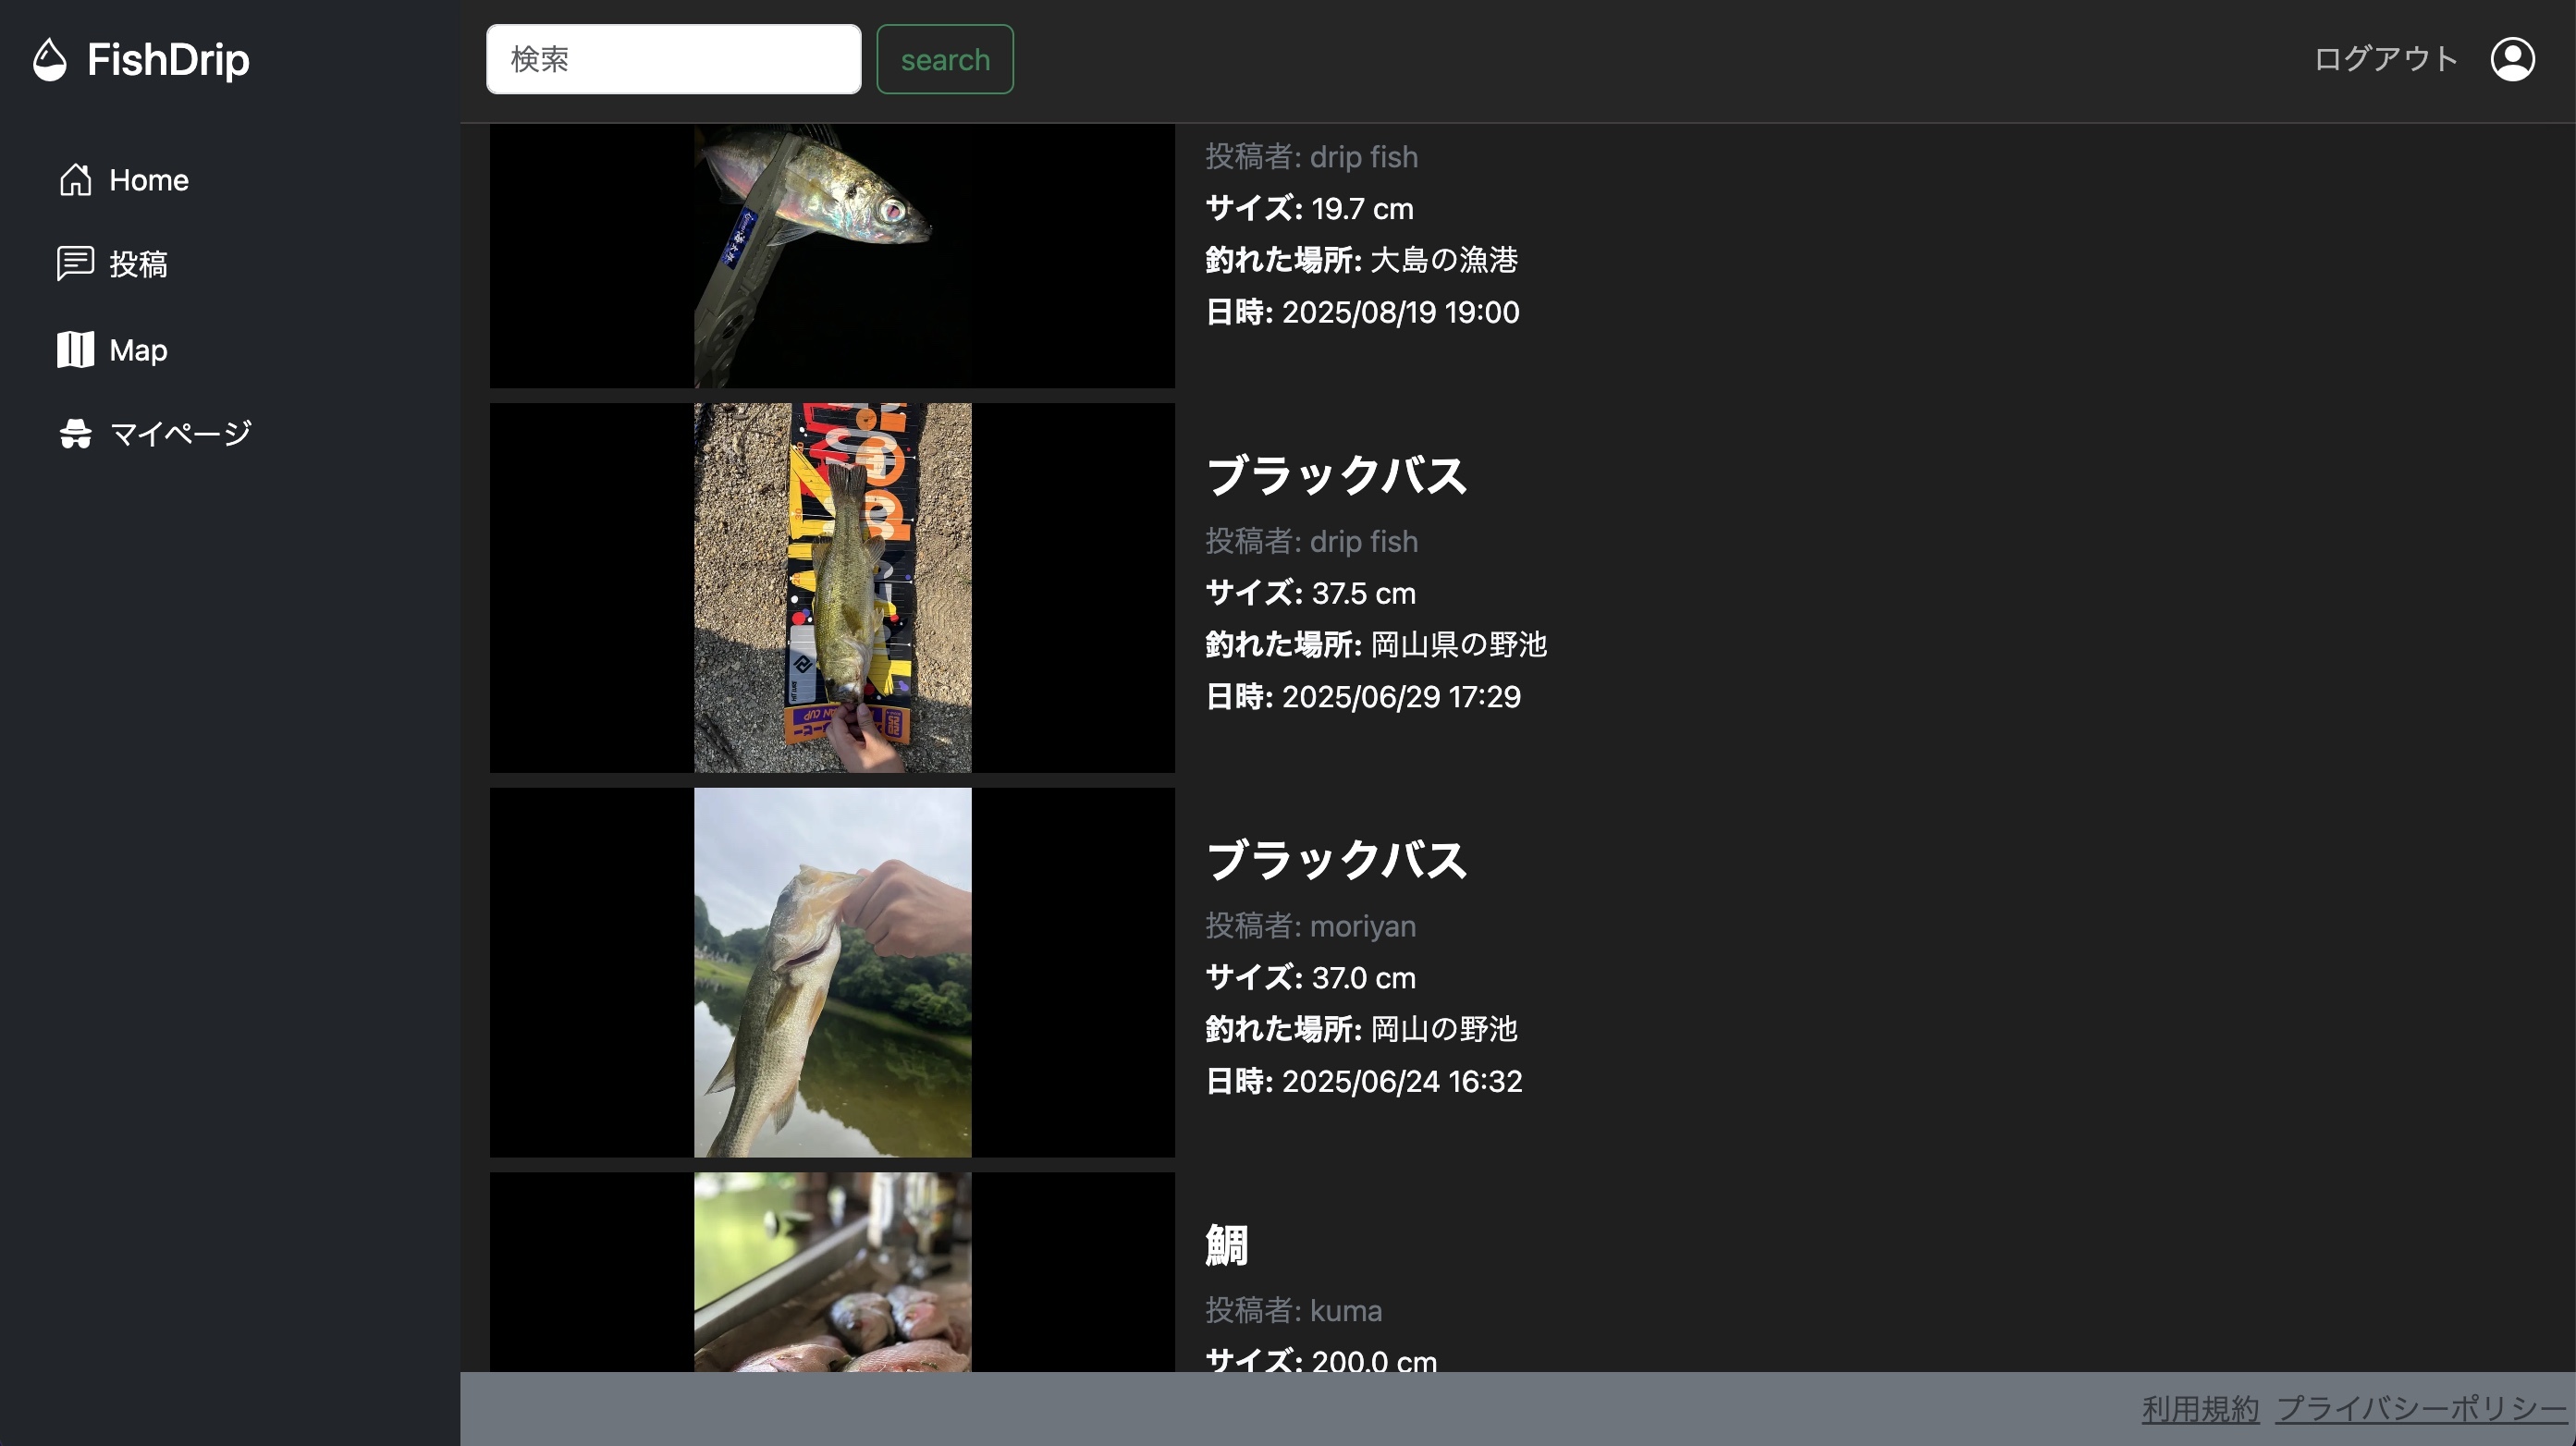 FishDrip
検索
search
ログアウト
Home
投稿
Map
マイページ
投稿者: drip fish
サイズ: 19.7 cm
釣れた場所: 大島の漁港
日時: 2025/08/19 19:00
ブラックバス
投稿者: drip fish
サイズ: 37.5 cm
釣れた場所: 岡山県の野池
日時: 2025/06/29 17:29
ブラックバス
投稿者: moriyan
サイズ: 37.0 cm
釣れた場所: 岡山の野池
日時: 2025/06/24 16:32
鯛
投稿者: kuma
サイズ: 200.0 cm
利用規約 プライバシーポリシー